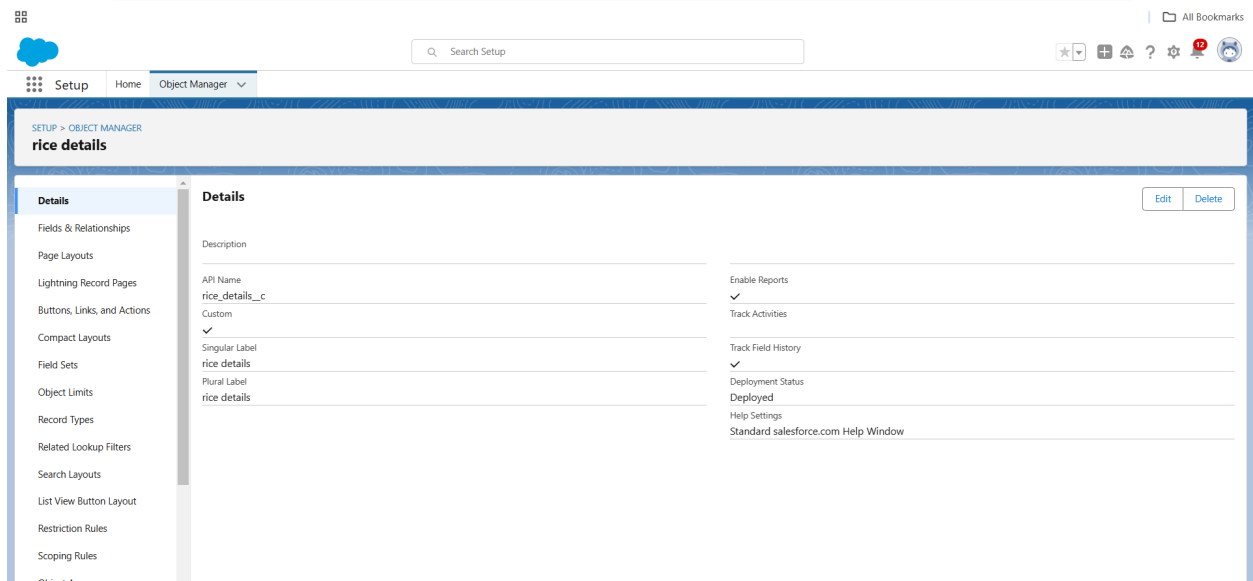 All Bookmarks
Search Setup
12
Setup
Home
Object Manager
SETUP > OBJECT MANAGER
rice details
Details
Fields & Relationships
Page Layouts
Lightning Record Pages
Buttons, Links, and Actions
Compact Layouts
Field Sets
Object Limits
Record Types
Related Lookup Filters
Search Layouts
List View Button Layout
Restriction Rules
Scoping Rules
Details
Edit
Delete
Description
API Name
rice_details__c
Custom
Singular Label
rice details
Plural Label
rice details
Enable Reports
Track Activities
Track Field History
Deployment Status
Deployed
Help Settings
Standard salesforce.com Help Window